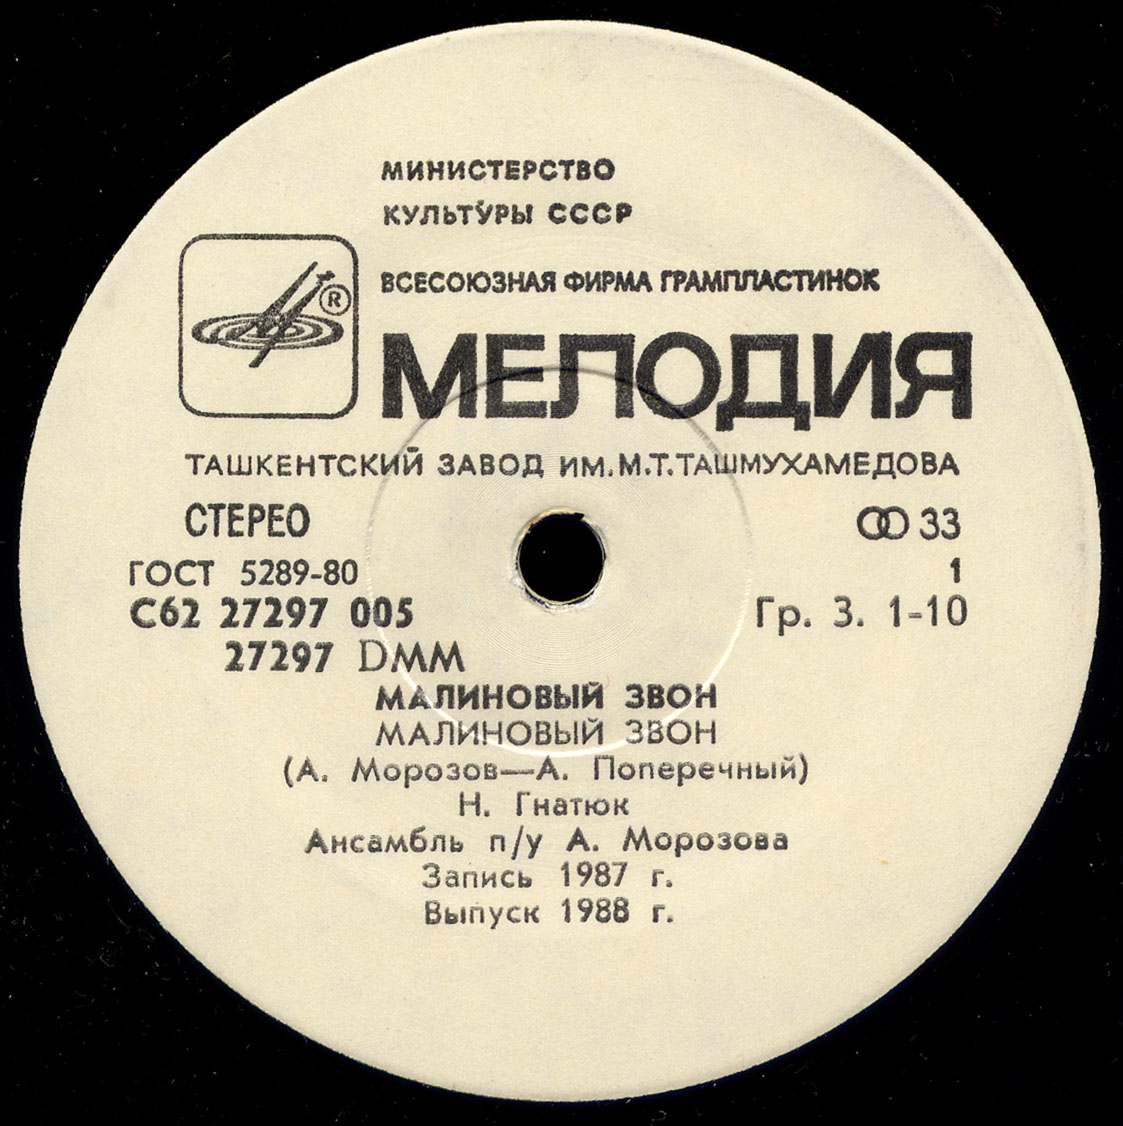 МИНИСТЕРСТВО
КУЛЬТУРЫ СССР
ВСЕСОЮЗНАЯ ФИРМА ГРАМПЛАСТИНОК
®
МЕЛОДИЯ
ТАШКЕНТСКИЙ ЗАВОД ИМ.М.Т.ТАШМУХАМЕДОВА
СТЕРЕО 33
ГОСТ 5289-80 1
С62 27297 005 Гр. 3. 1-10
27297 DMM
МАЛИНОВЫЙ ЗВОН
МАЛИНОВЫЙ ЗВОН
(А. Морозов—А. Поперечный)
Н. Гнатюк
Ансамбль п/у А. Морозова
Запись 1987 г.
Выпуск 1988 г.